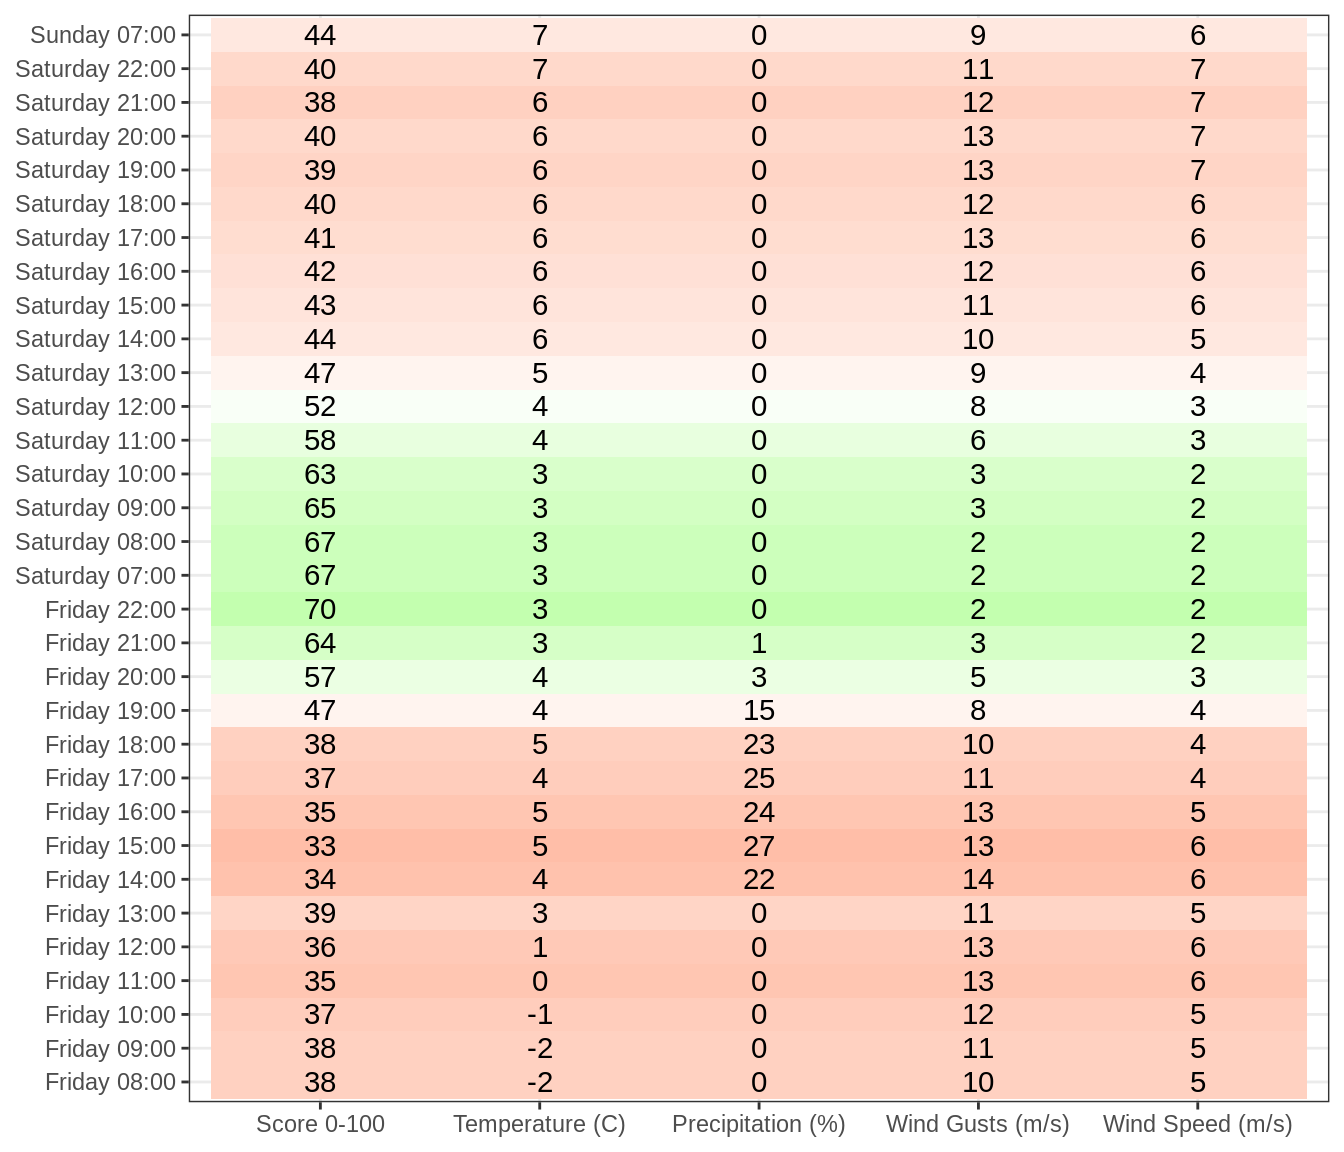 Sunday 07:00 44 7 0 9 6
Saturday 22:00 40 7 0 11 7
Saturday 21:00 38 6 0 12 7
Saturday 20:00 40 6 0 13 7
Saturday 19:00 39 6 0 13 7
Saturday 18:00 40 6 0 12 6
Saturday 17:00 41 6 0 13 6
Saturday 16:00 42 6 0 12 6
Saturday 15:00 43 6 0 11 6
Saturday 14:00 44 6 0 10 5
Saturday 13:00 47 5 0 9 4
Saturday 12:00 52 4 0 8 3
Saturday 11:00 58 4 0 6 3
Saturday 10:00 63 3 0 3 2
Saturday 09:00 65 3 0 3 2
Saturday 08:00 67 3 0 2 2
Saturday 07:00 67 3 0 2 2
Friday 22:00 70 3 0 2 2
Friday 21:00 64 3 1 3 2
Friday 20:00 57 4 3 5 3
Friday 19:00 47 4 15 8 4
Friday 18:00 38 5 23 10 4
Friday 17:00 37 4 25 11 4
Friday 16:00 35 5 24 13 5
Friday 15:00 33 5 27 13 6
Friday 14:00 34 4 22 14 6
Friday 13:00 39 3 0 11 5
Friday 12:00 36 1 0 13 6
Friday 11:00 35 0 0 13 6
Friday 10:00 37 -1 0 12 5
Friday 09:00 38 -2 0 11 5
Friday 08:00 38 -2 0 10 5
Score 0-100 Temperature (C) Precipitation (%) Wind Gusts (m/s) Wind Speed (m/s)